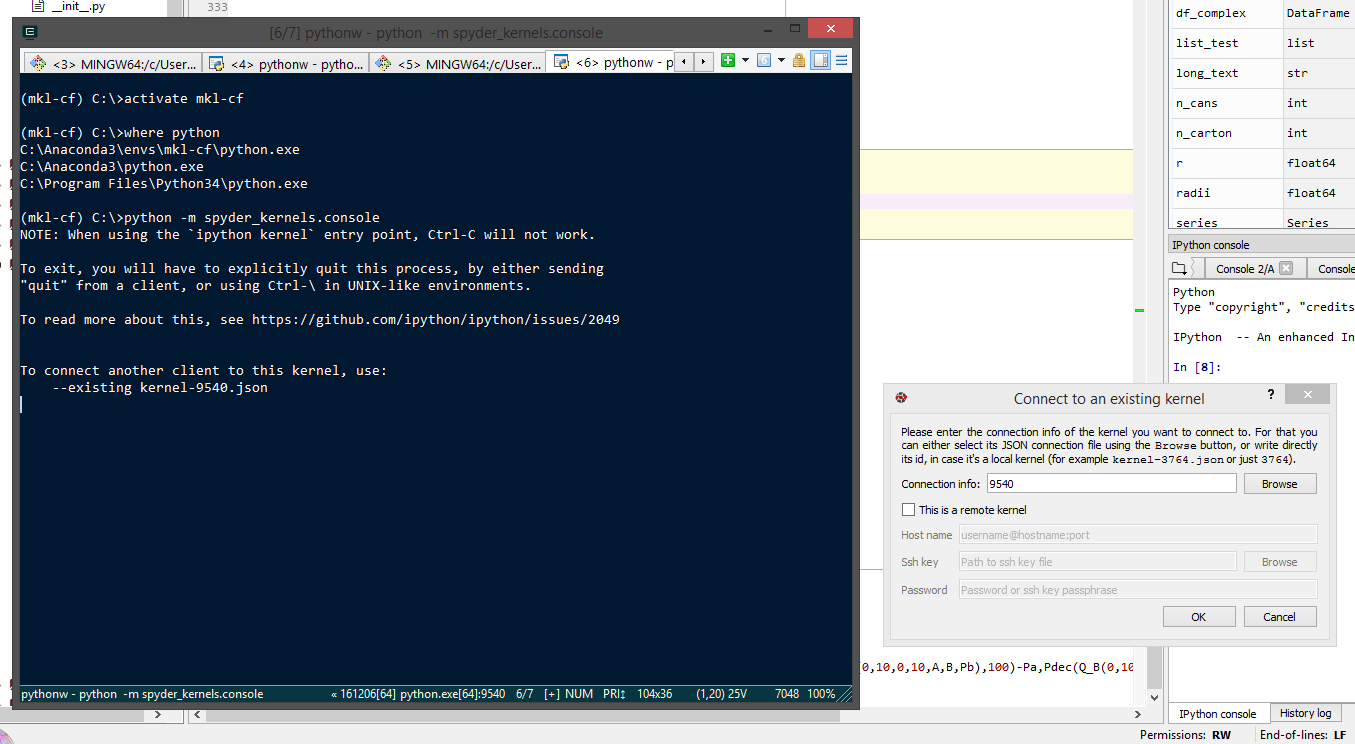 __init__.py
333
[6/7] pythonw - python  -m spyder_kernels.console
<3> MINGW64:/c/User...
<4> pythonw - pytho...
<5> MINGW64:/c/User...
<6> pythonw - p
(mkl-cf) C:\>activate mkl-cf
(mkl-cf) C:\>where python
C:\Anaconda3\envs\mkl-cf\python.exe
C:\Anaconda3\python.exe
C:\Program Files\Python34\python.exe
(mkl-cf) C:\>python -m spyder_kernels.console
NOTE: When using the `ipython kernel` entry point, Ctrl-C will not work.
To exit, you will have to explicitly quit this process, by either sending
"quit" from a client, or using Ctrl-\ in UNIX-like environments.
To read more about this, see https://github.com/ipython/ipython/issues/2049
To connect another client to this kernel, use:
    --existing kernel-9540.json
pythonw - python  -m spyder_kernels.console
« 161206[64] python.exe[64]:9540  6/7  [+] NUM  PRI↕  104x36  (1,20) 25V  7048  100%
df_complex DataFrame
list_test list
long_text str
n_cans int
n_carton int
r float64
radii float64
series Series
IPython console
Console 2/A
Console
Python
Type "copyright", "credits
IPython  -- An enhanced In
In [8]:
Connect to an existing kernel
?
Please enter the connection info of the kernel you want to connect to. For that you
can either select its JSON connection file using the Browse button, or write directly
its id, in case it's a local kernel (for example kernel-3764.json or just 3764).
Connection info: 9540 Browse
This is a remote kernel
Host name username@hostname:port
Ssh key Path to ssh key file Browse
Password Password or ssh key passphrase
OK Cancel
0,10,0,10,A,B,Pb),100)-Pa,Pdec(Q_B(0,10
IPython console History log
Permissions: RW End-of-lines: LF